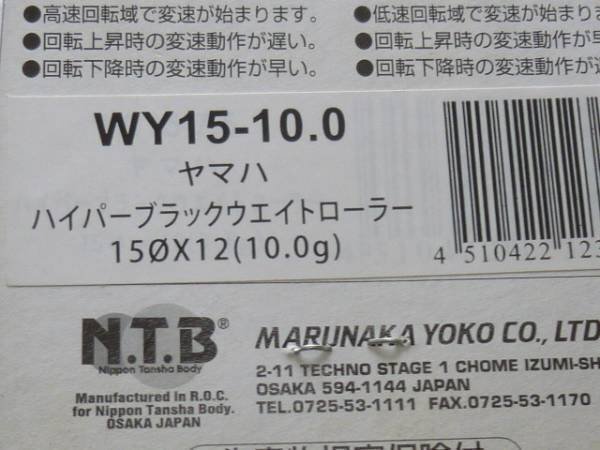 ●高速回転域で変速が始まります。
●回転上昇時の変速動作が遅い。
●回転下降時の変速動作が早い。
●低速回転域で変速が始まりま
●回転上昇時の変速動作が
●回転下降時の変速動作が
WY15-10.0
ヤマハ
ハイパーブラックウエイトローラー
15ØX12(10.0g)
4 510422 123
N.T.B®
Nippon Tansha Body
Manufactured in R.O.C.
for Nippon Tansha Body.
OSAKA JAPAN
MARUNAKA YOKO CO., LTD
2-11 TECHNO STAGE 1 CHOME IZUMI-SH
OSAKA 594-1144 JAPAN
TEL.0725-53-1111 FAX.0725-53-1170